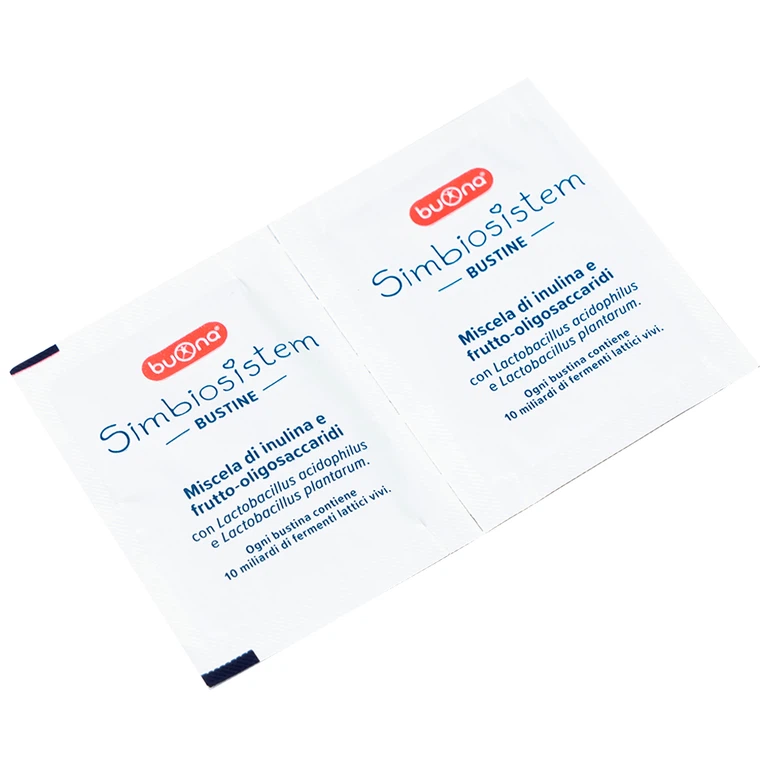 buona®
Simbiosistem
BUSTINE
Miscela di inulina e
frutto-oligosaccaridi
con Lactobacillus acidophilus
e Lactobacillus plantarum.
Ogni bustina contiene
10 miliardi di fermenti lattici vivi.
buona®
Simbiosistem
BUSTINE
Miscela di inulina e
frutto-oligosaccaridi
con Lactobacillus acidophilus
e Lactobacillus plantarum.
Ogni bustina contiene
10 miliardi di fermenti lattici vivi.